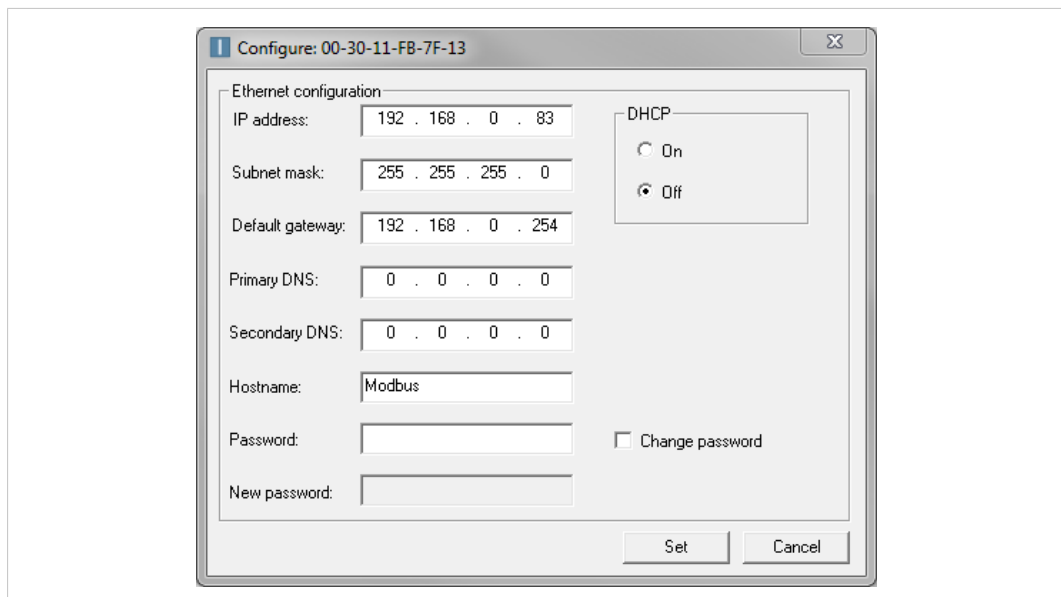 Configure: 00-30-11-FB-7F-13
Ethernet configuration
IP address: 192 . 168 . 0 . 83
DHCP
On
Subnet mask: 255 . 255 . 255 . 0
Off
Default gateway: 192 . 168 . 0 . 254
Primary DNS: 0 . 0 . 0 . 0
Secondary DNS: 0 . 0 . 0 . 0
Hostname: Modbus
Password:
Change password
New password:
Set Cancel